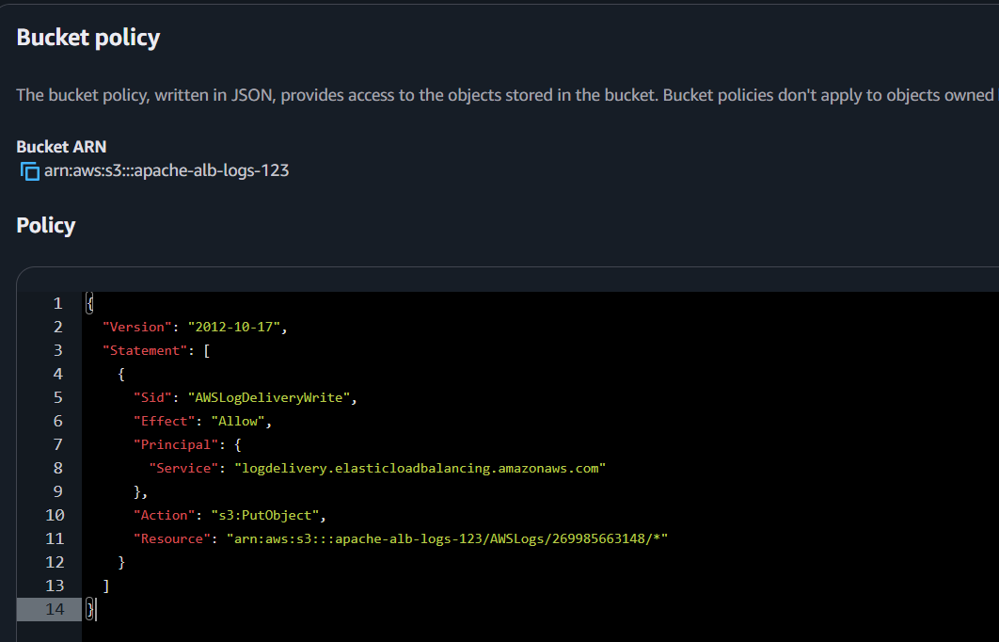 Bucket policy
The bucket policy, written in JSON, provides access to the objects stored in the bucket. Bucket policies don't apply to objects owned
Bucket ARN
arn:aws:s3:::apache-alb-logs-123
Policy
1 {
2 "Version": "2012-10-17",
3 "Statement": [
4 {
5 "Sid": "AWSLogDeliveryWrite",
6 "Effect": "Allow",
7 "Principal": {
8 "Service": "logdelivery.elasticloadbalancing.amazonaws.com"
9 },
10 "Action": "s3:PutObject",
11 "Resource": "arn:aws:s3:::apache-alb-logs-123/AWSLogs/269985663148/*"
12 }
13 ]
14 }